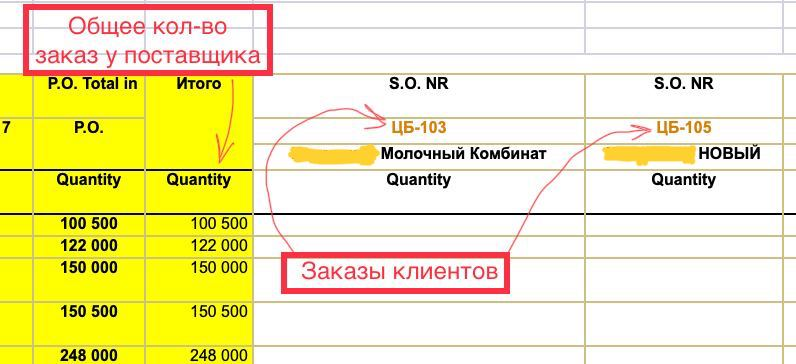 Общее кол-во
заказ у поставщика
P.O. Total in Итого S.O. NR S.O. NR
7 P.O. ЦБ-103 ЦБ-105
Молочный Комбинат НОВЫЙ
Quantity Quantity Quantity Quantity
100 500 100 500
122 000 122 000
150 000 150 000
Заказы клиентов
150 500 150 500
248 000 248 000